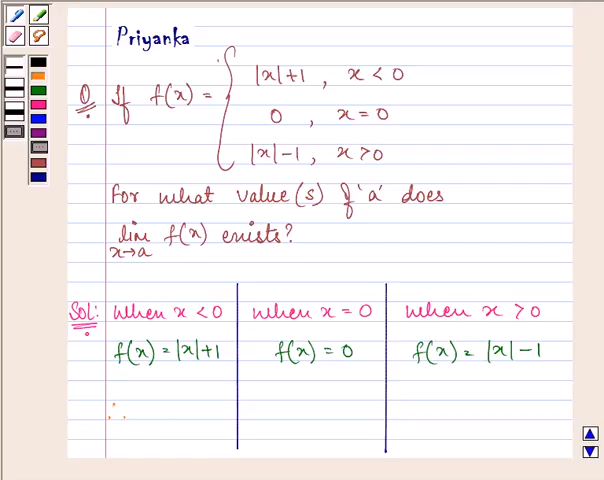 Priyanka
Q If f(x) = { |x|+1 , x < 0
0 , x = 0
|x|-1 , x > 0
For what value(s) of 'a' does
lim x→a f(x) exists?
Sol: When x < 0 When x = 0 When x > 0
f(x) = |x|+1 f(x) = 0 f(x) = |x|-1
∴